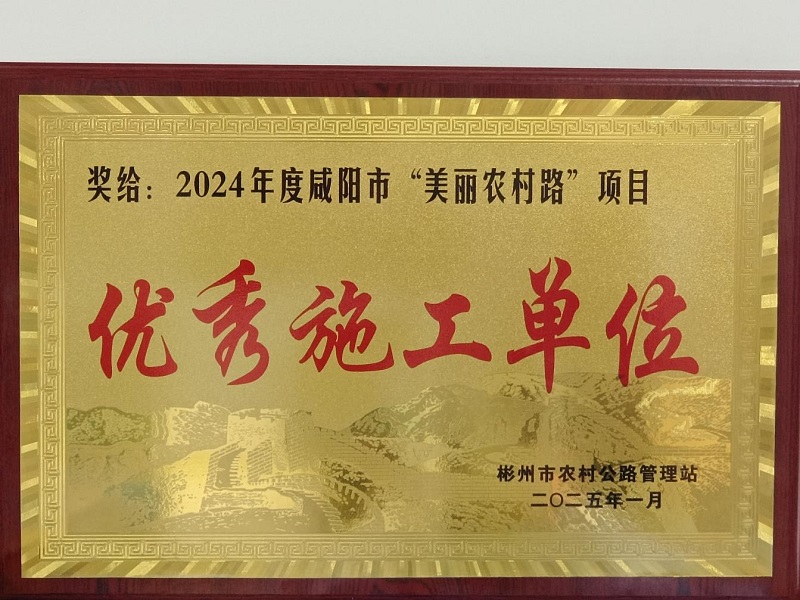 奖给：2024年度咸阳市“美丽农村路”项目
优秀施工单位
彬州市农村公路管理站
二〇二五年一月